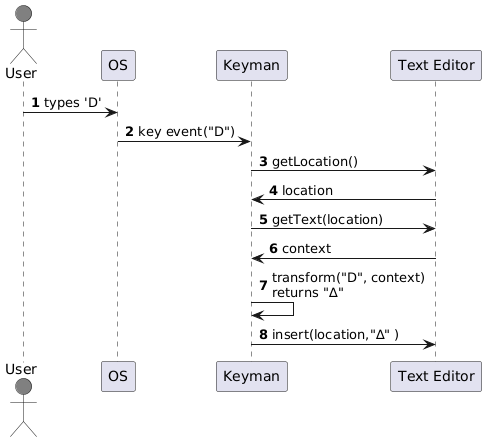 User
OS
Keyman
Text Editor
1 types 'D'
2 key event("D")
3 getLocation()
4 location
5 getText(location)
6 context
7 transform("D", context)
returns "Δ"
8 insert(location,"Δ" )
User
OS
Keyman
Text Editor